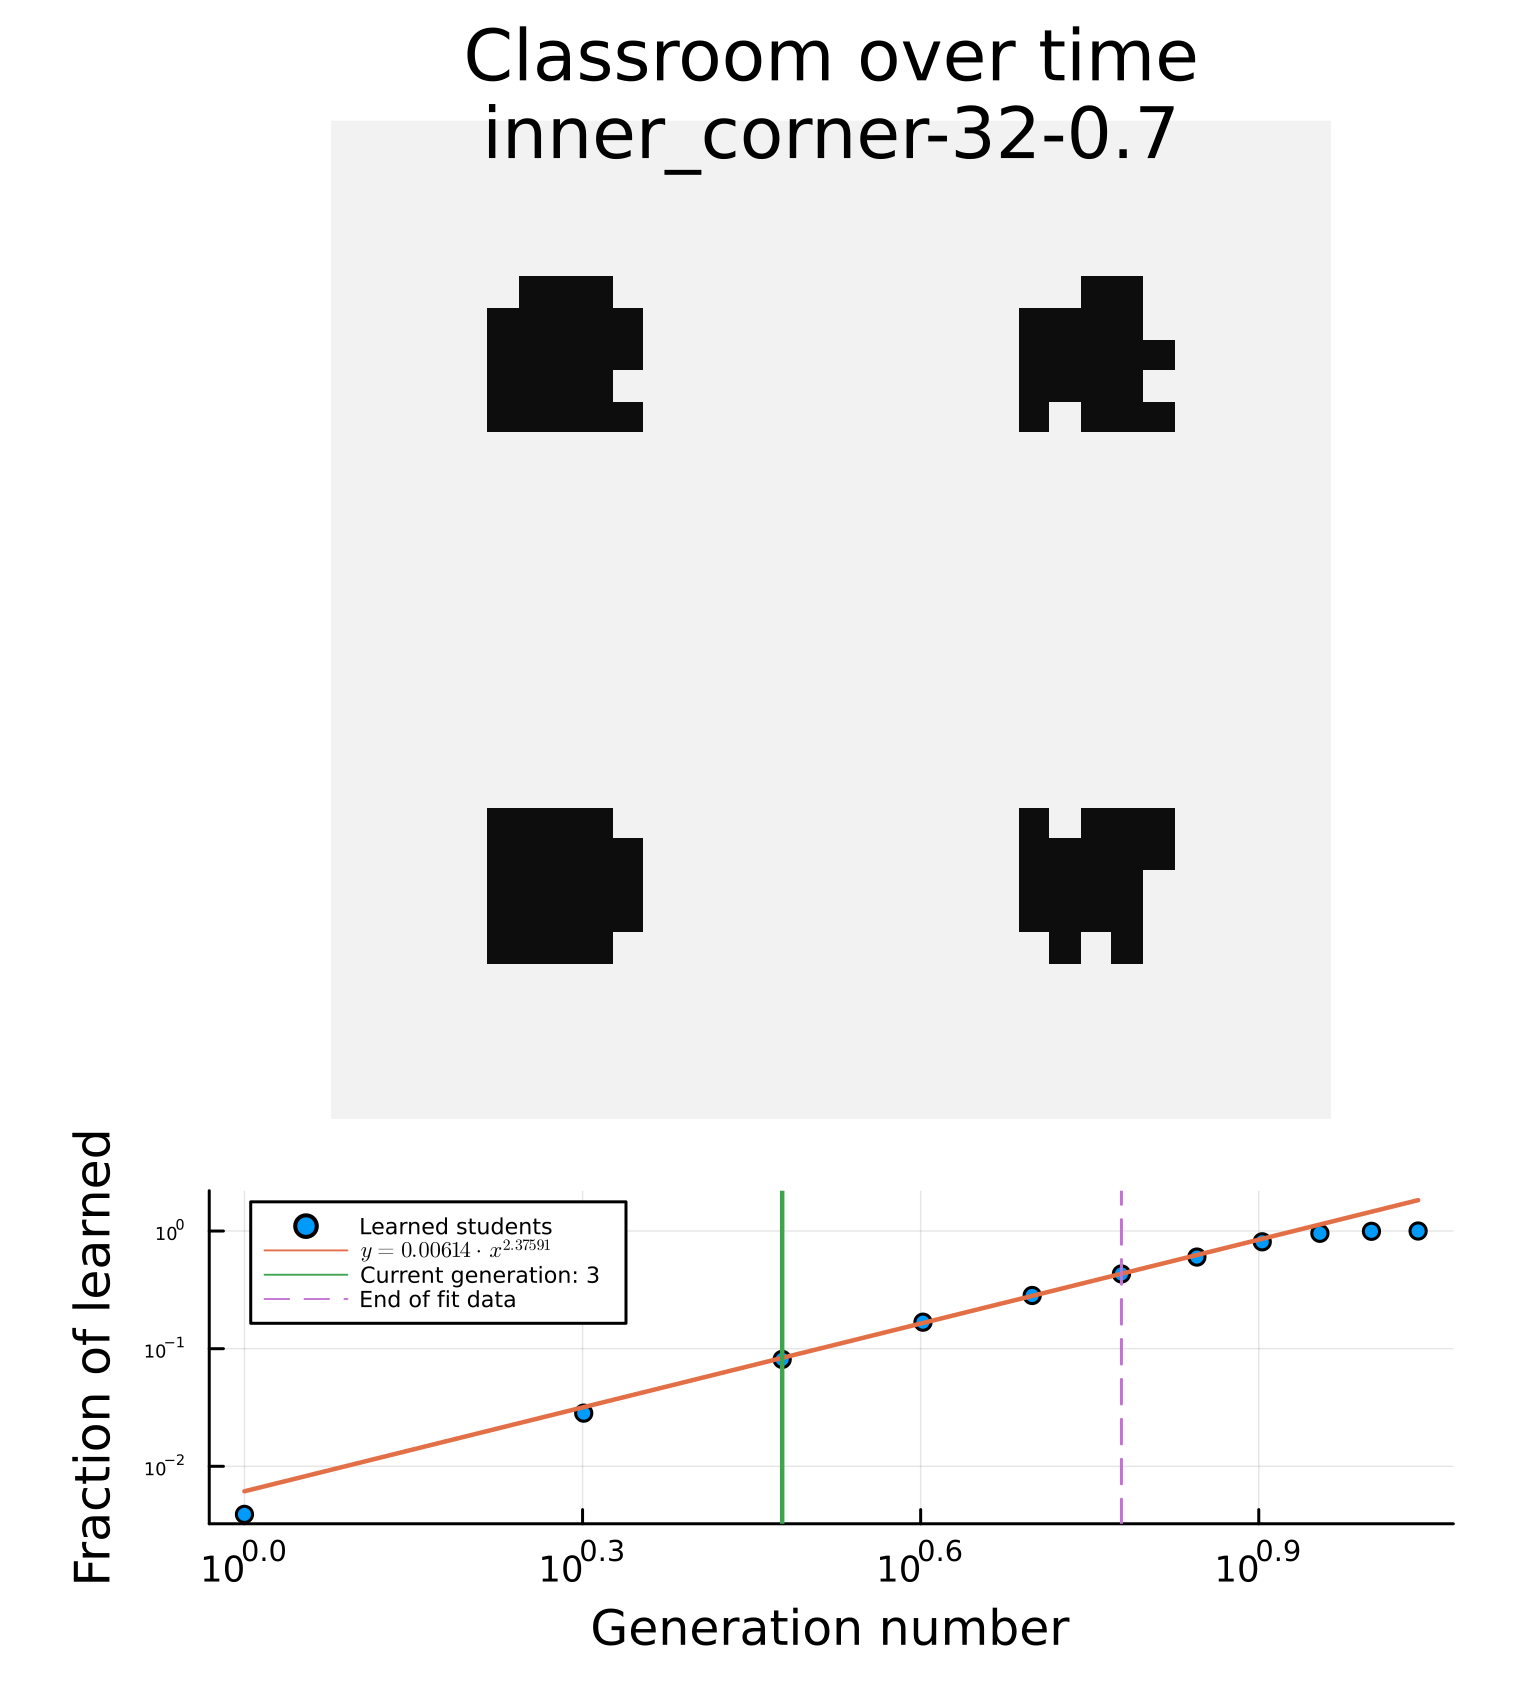 Classroom over time
inner_corner-32-0.7
Fraction of learned
10^0
10^-1
10^-2
Learned students
y = 0.00614 · x^2.37591
Current generation: 3
End of fit data
10^0.0 10^0.3 10^0.6 10^0.9
Generation number